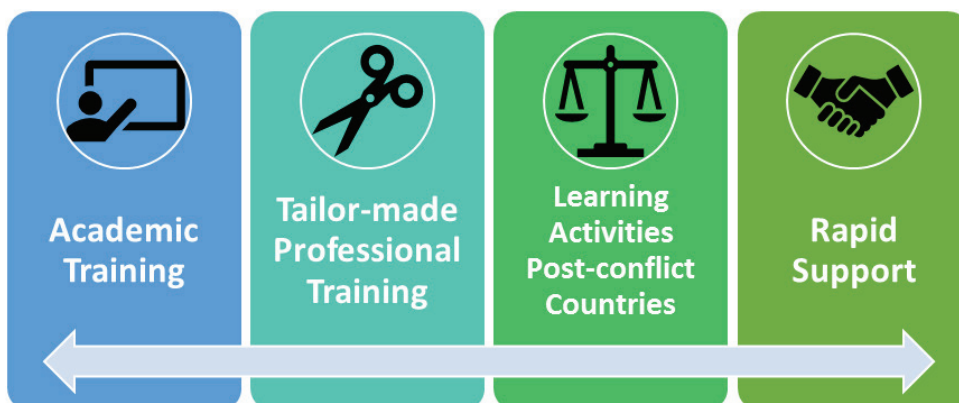 Academic
Training
Tailor-made
Professional
Training
Learning
Activities
Post-conflict
Countries
Rapid
Support